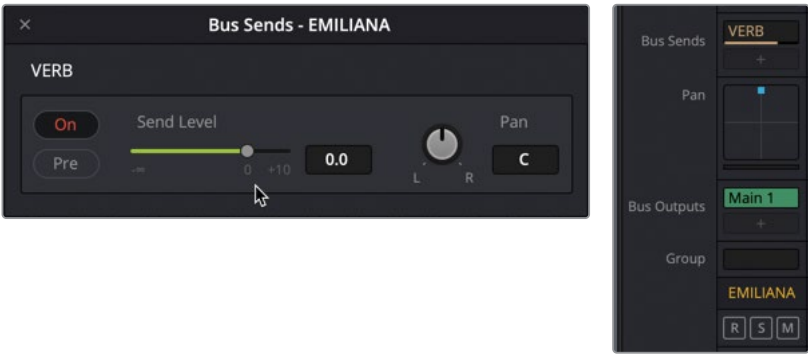 × Bus Sends - EMILIANA
VERB
On Send Level Pan
Pre -∞ 0 +10 0.0 L R C
Bus Sends VERB
+
Pan
Bus Outputs Main 1
+
Group
EMILIANA
R S M